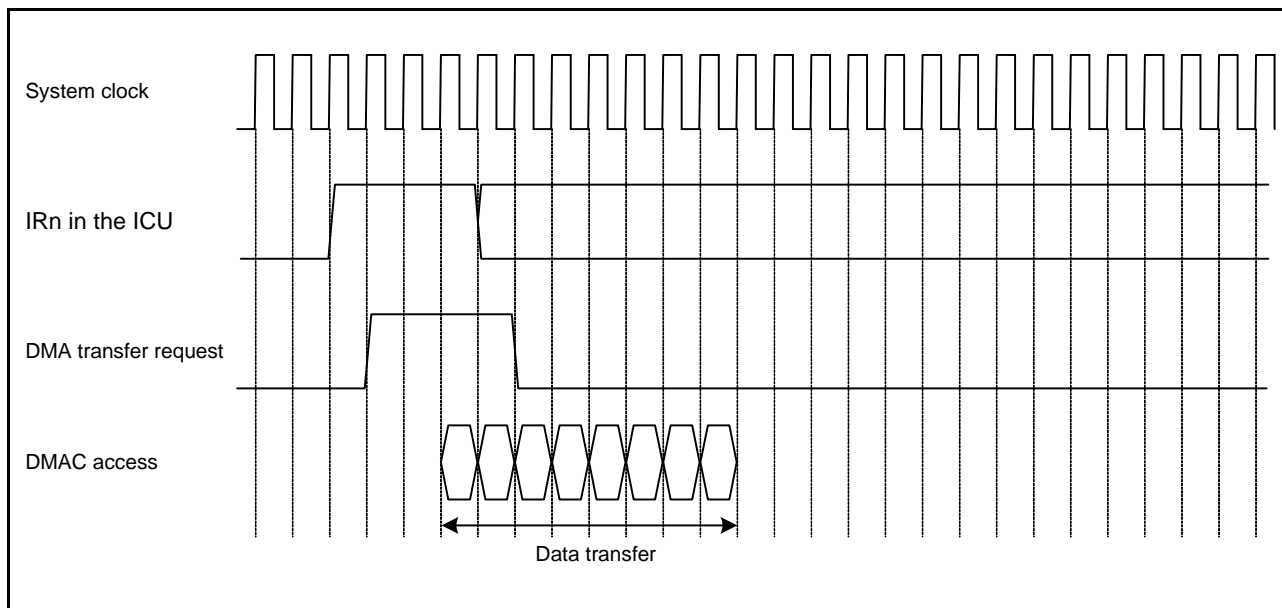 System clock
IRn in the ICU
DMA transfer request
DMAC access
Data transfer